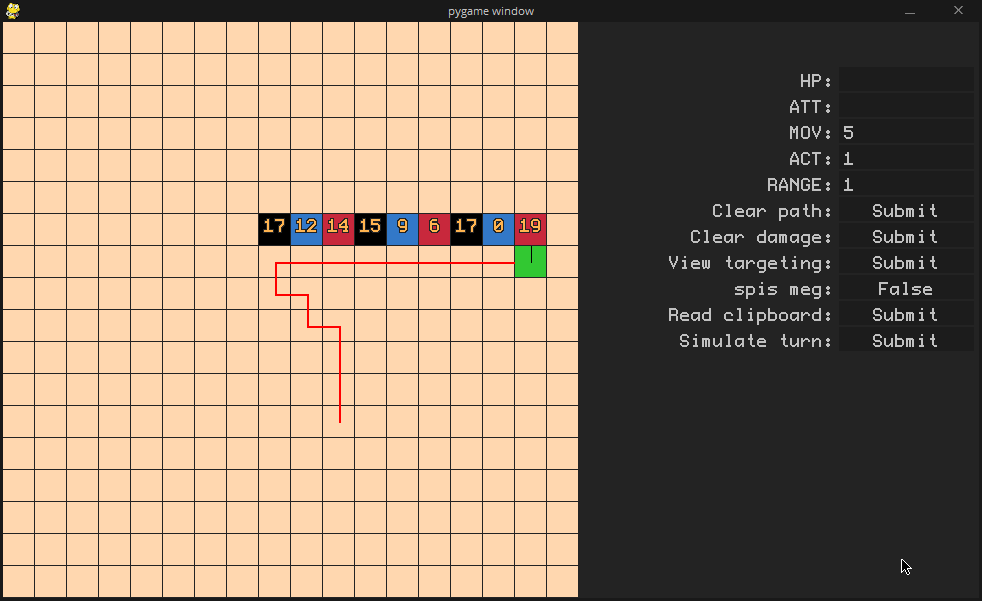 pygame window
HP:
ATT:
MOV: 5
ACT: 1
RANGE: 1
17 12 14 15 9 6 17 0 19
Clear path: Submit
Clear damage: Submit
View targeting: Submit
spis meg: False
Read clipboard: Submit
Simulate turn: Submit